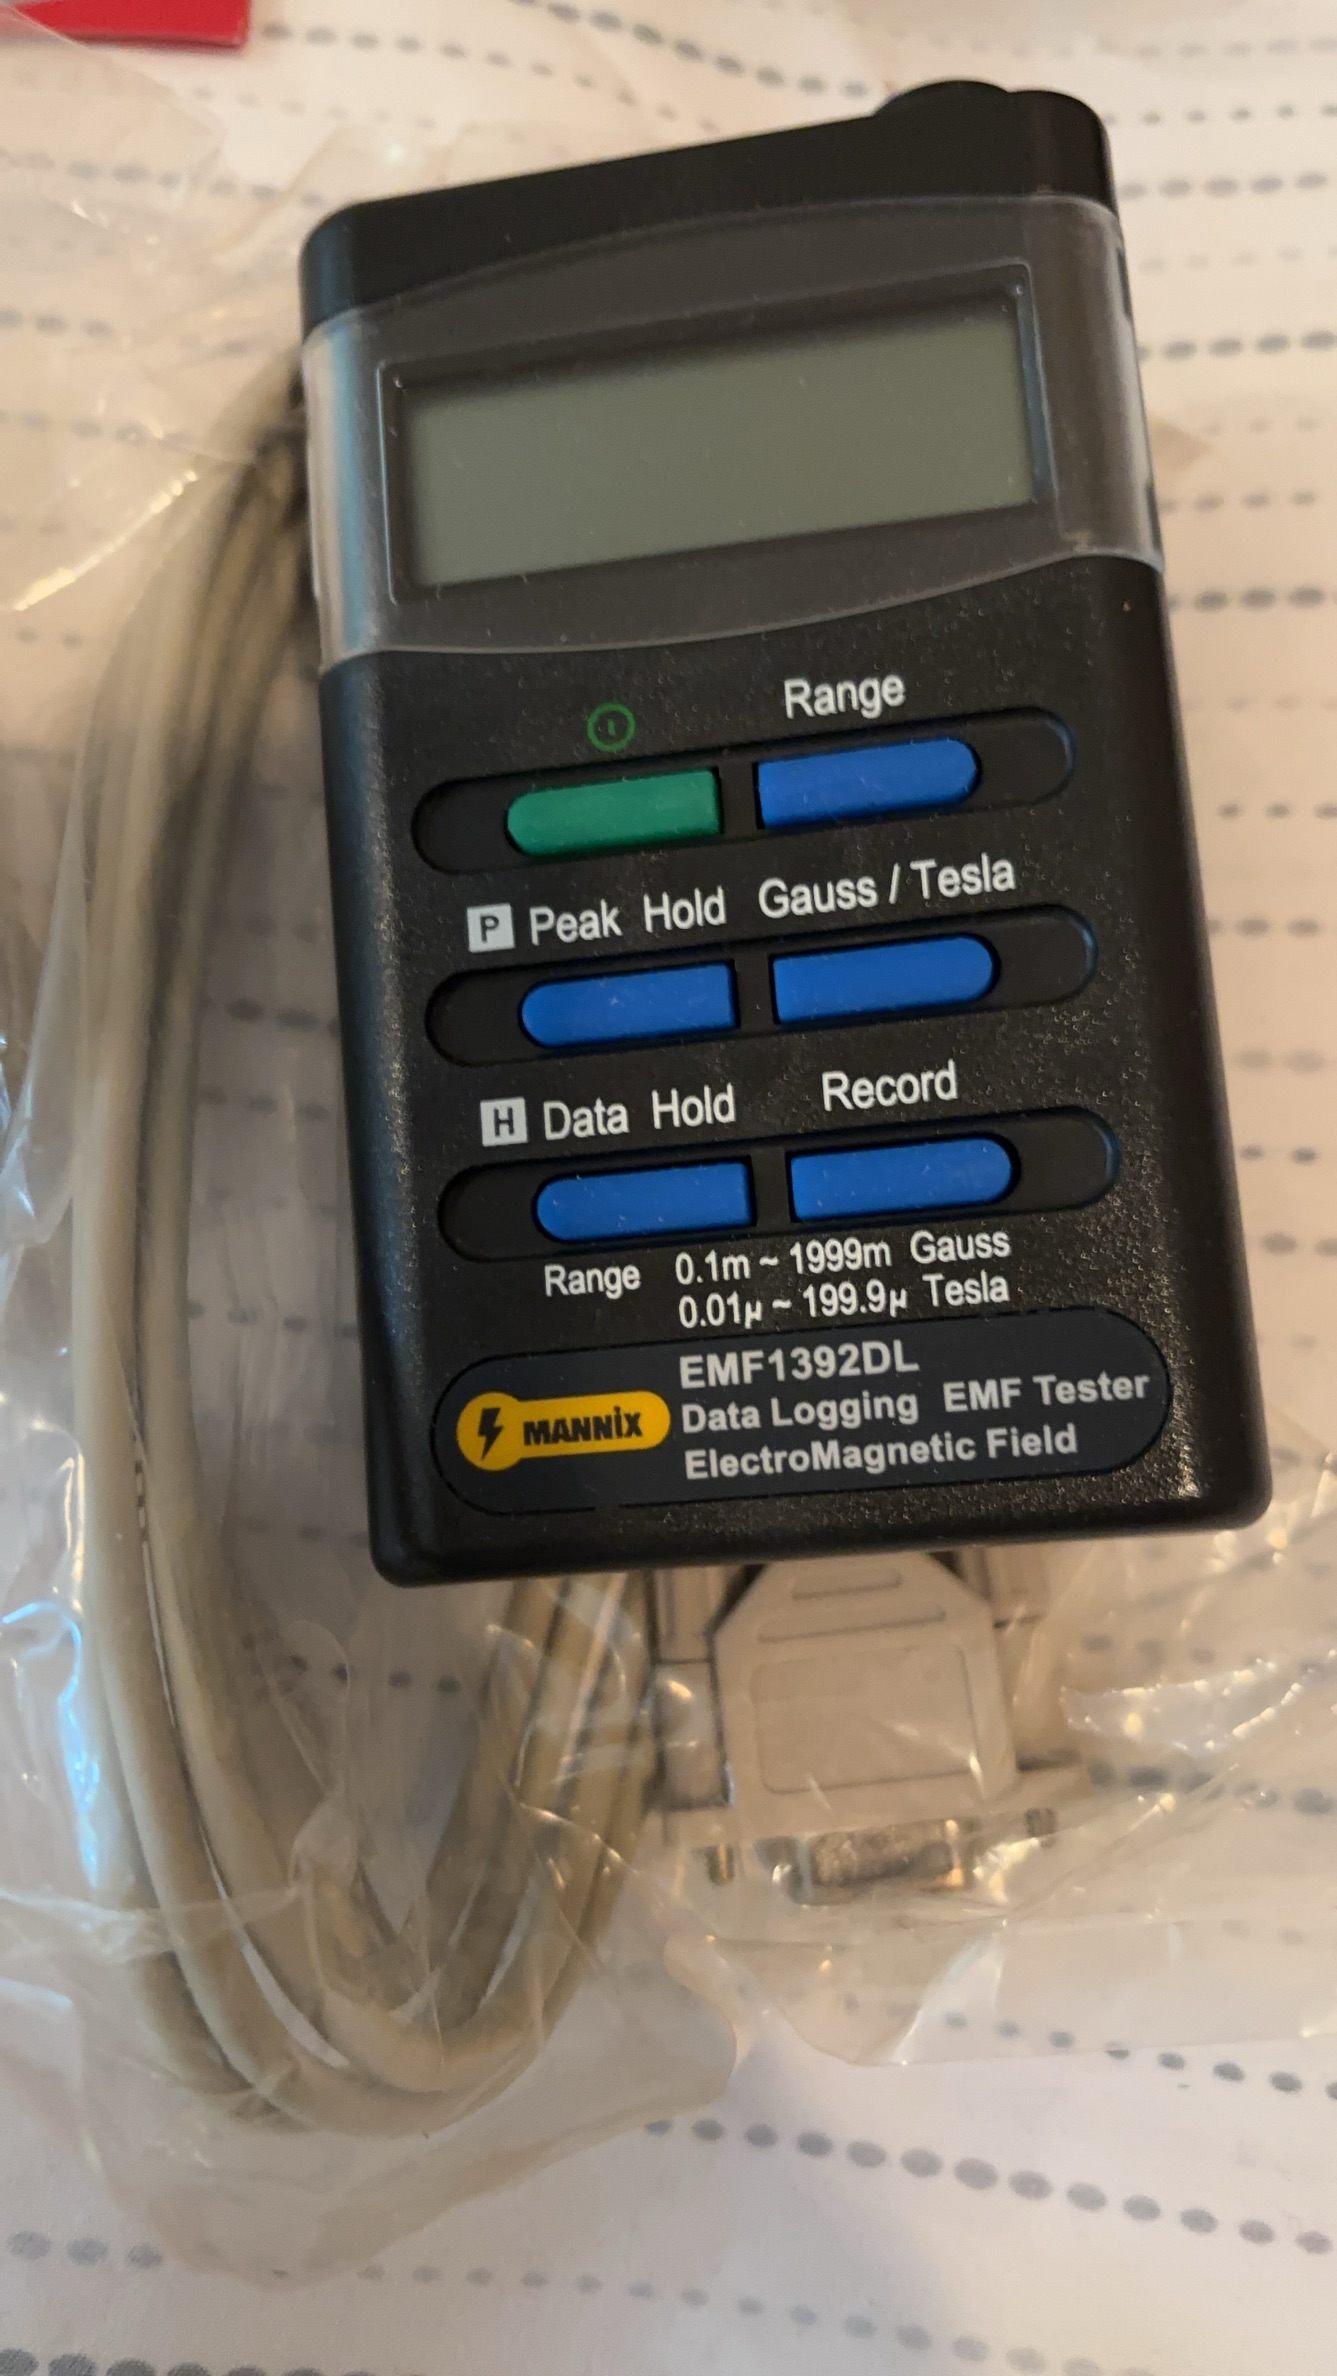 Range
P Peak Hold Gauss / Tesla
H Data Hold Record
Range 0.1m ~ 1999m Gauss
0.01µ ~ 199.9µ Tesla
EMF1392DL
MANNIX Data Logging EMF Tester
ElectroMagnetic Field